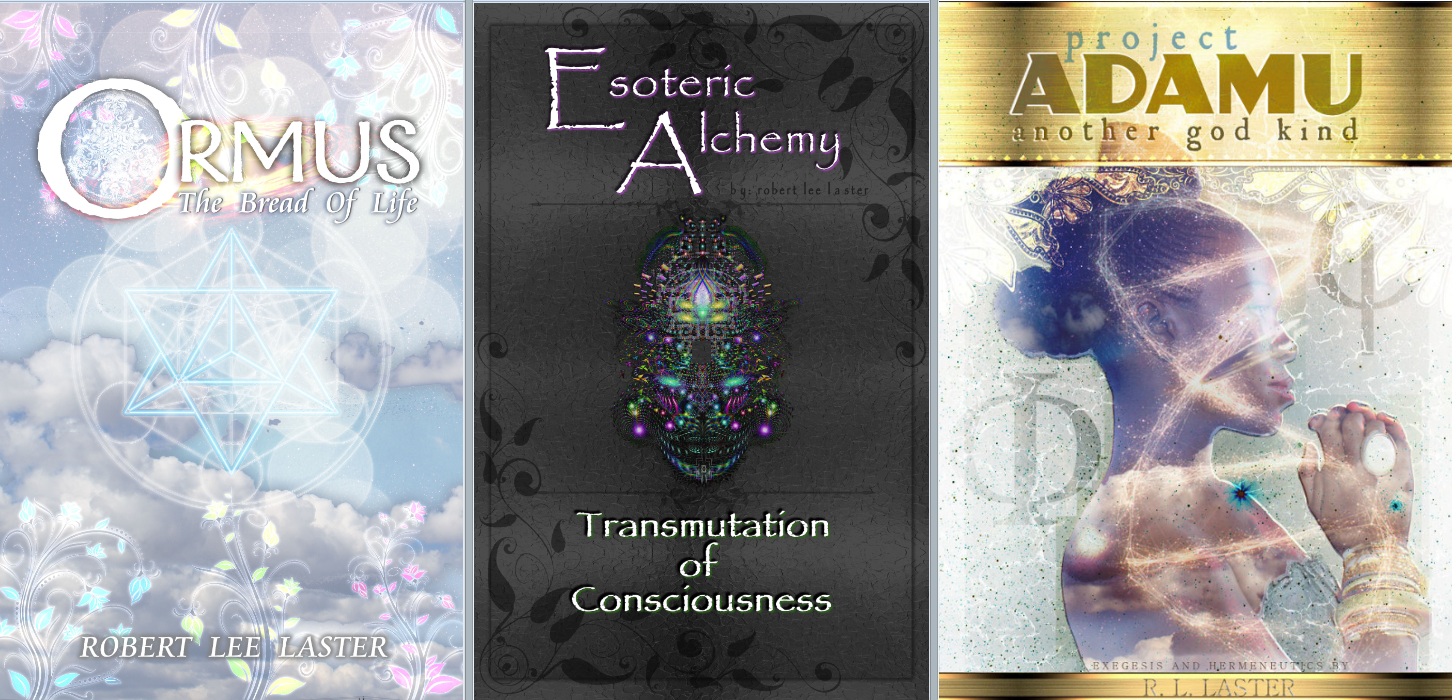 ORMUS
The Bread Of Life
ROBERT LEE LASTER
Esoteric
Alchemy
by: robert lee laster
Transmutation
of
Consciousness
project
ADAMU
another god kind
EXEGESIS AND HERMENEUTICS BY
R. L. LASTER